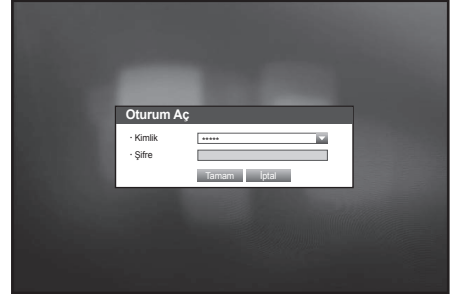 Oturum Aç
· Kimlik
*****
· Şifre
Tamam İptal